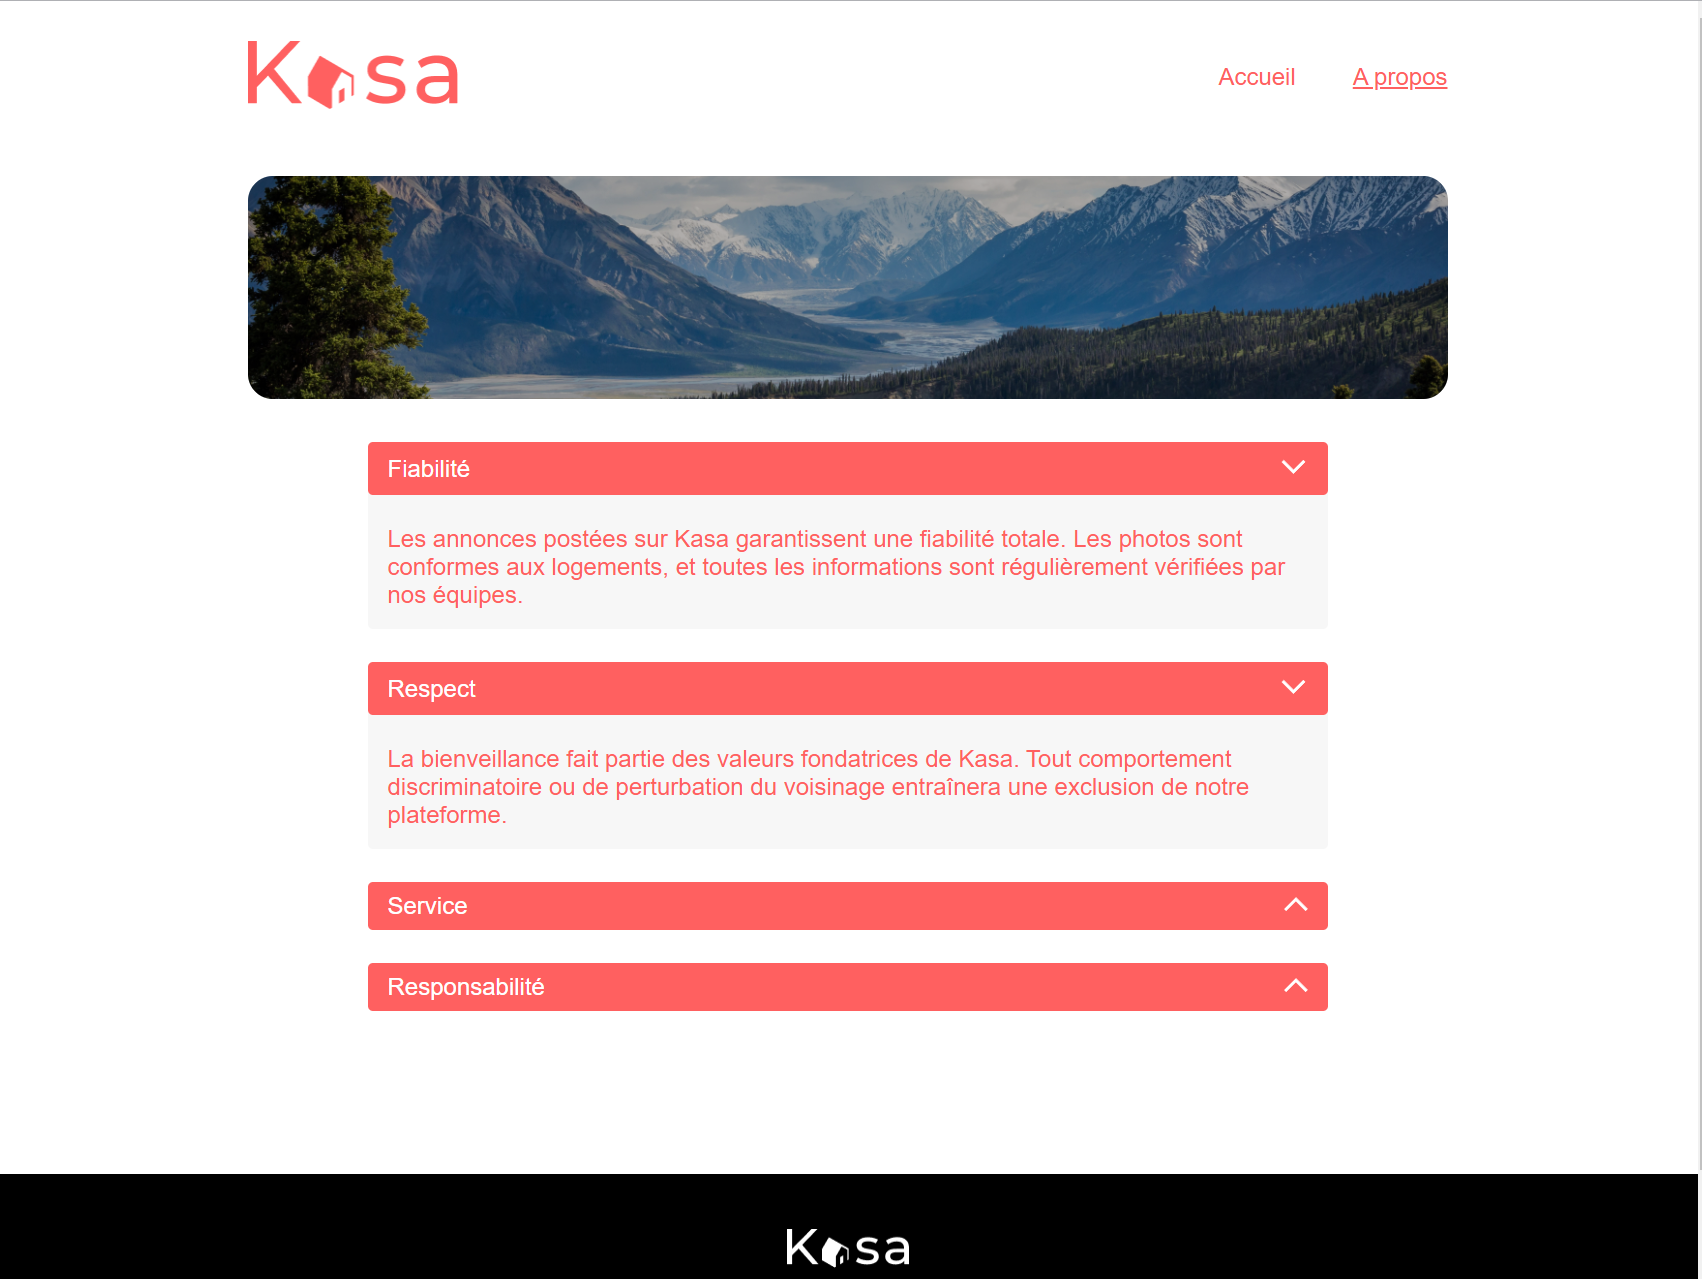 Kasa
Accueil
A propos
Fiabilité
Les annonces postées sur Kasa garantissent une fiabilité totale. Les photos sont
conformes aux logements, et toutes les informations sont régulièrement vérifiées par
nos équipes.
Respect
La bienveillance fait partie des valeurs fondatrices de Kasa. Tout comportement
discriminatoire ou de perturbation du voisinage entraînera une exclusion de notre
plateforme.
Service
Responsabilité
Kasa